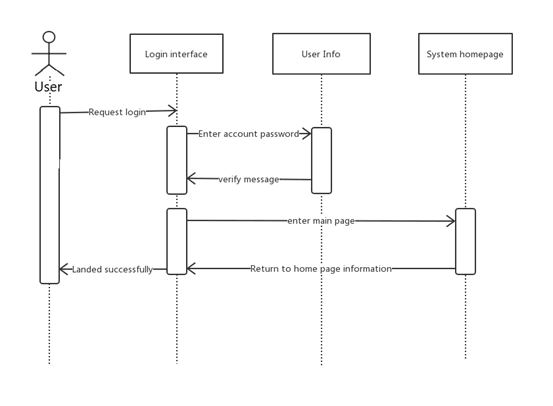 Login interface
User Info
System homepage
User
Request login
Enter account password
verify message
enter main page
Landed successfully
Return to home page information